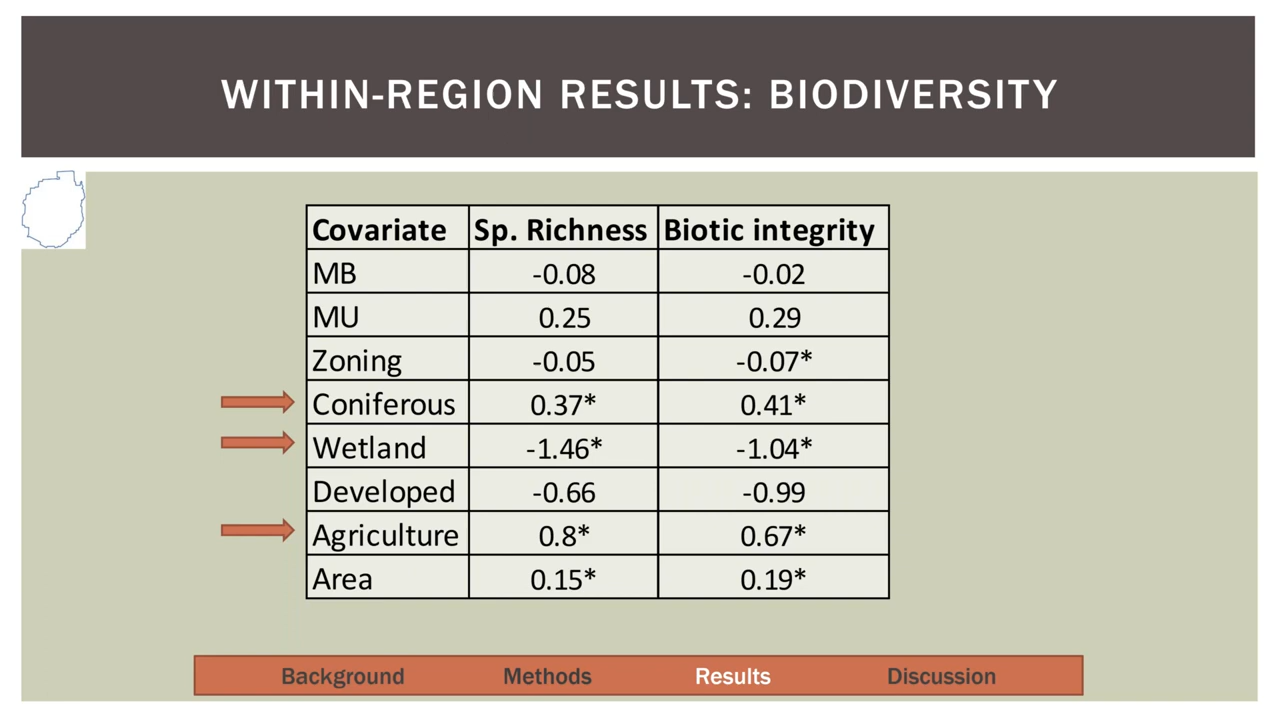 WITHIN-REGION RESULTS: BIODIVERSITY
Covariate Sp. Richness Biotic integrity
MB -0.08 -0.02
MU 0.25 0.29
Zoning -0.05 -0.07*
Coniferous 0.37* 0.41*
Wetland -1.46* -1.04*
Developed -0.66 -0.99
Agriculture 0.8* 0.67*
Area 0.15* 0.19*
Background Methods Results Discussion